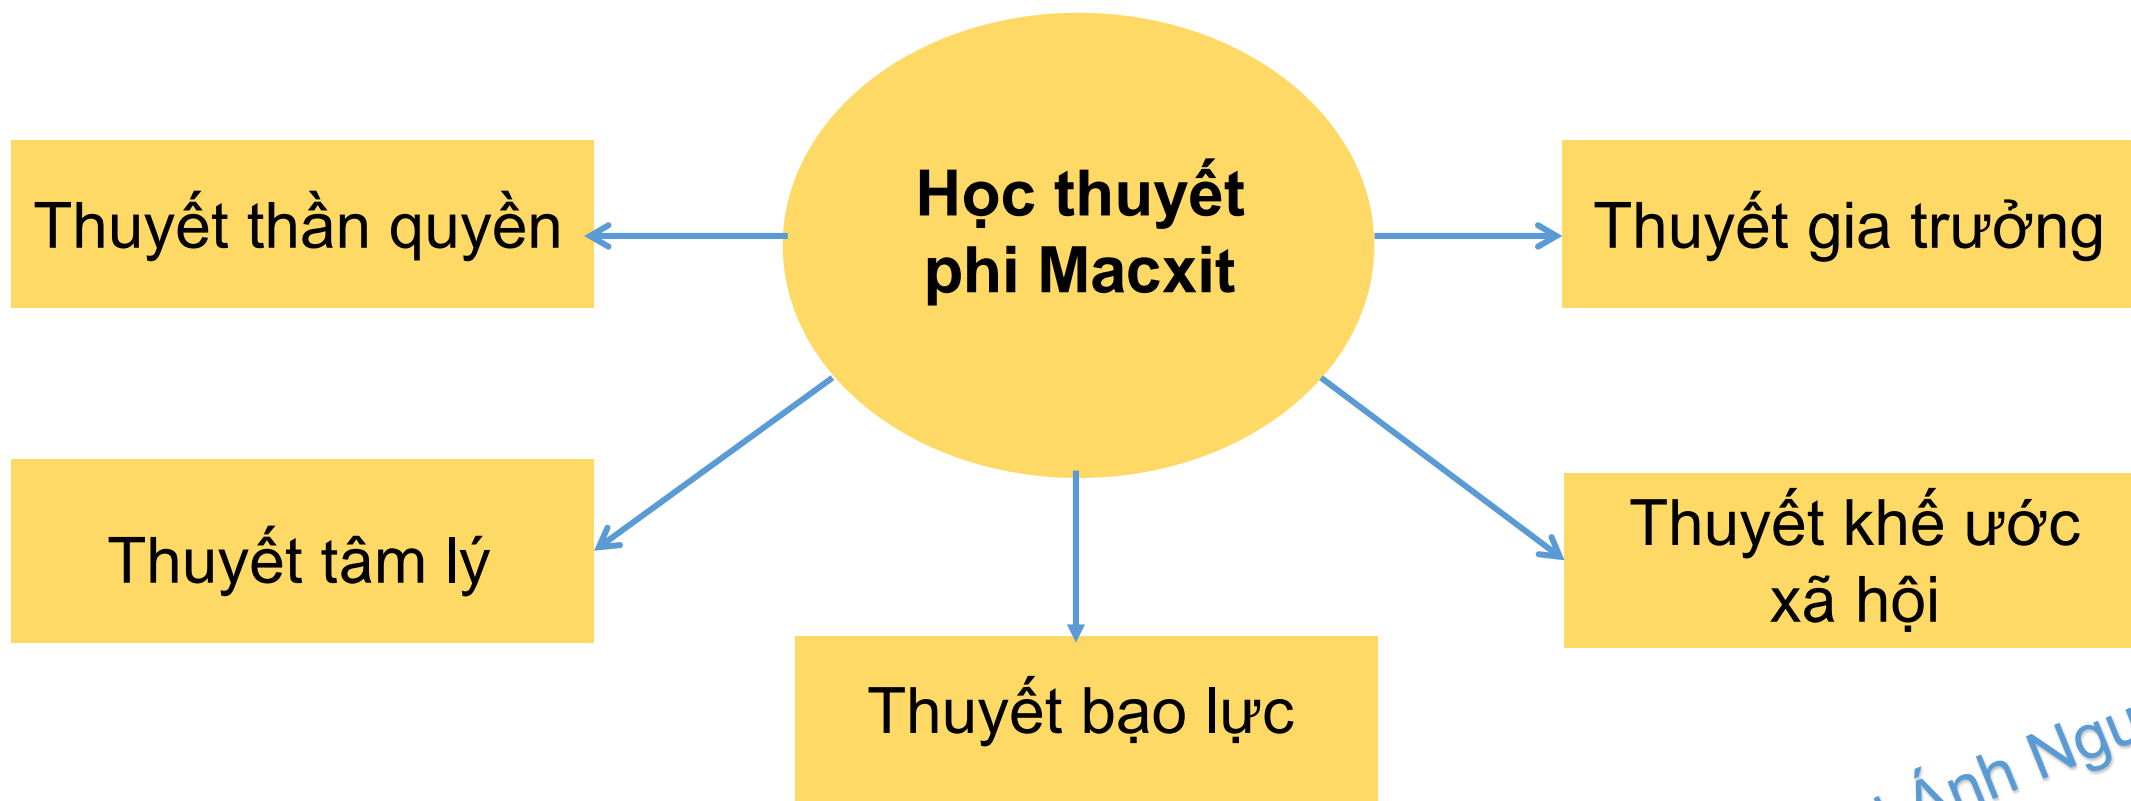 Học thuyết
phi Macxit
Thuyết thần quyền
Thuyết gia trưởng
Thuyết tâm lý
Thuyết khế ước
xã hội
Thuyết bạo lực
Ánh